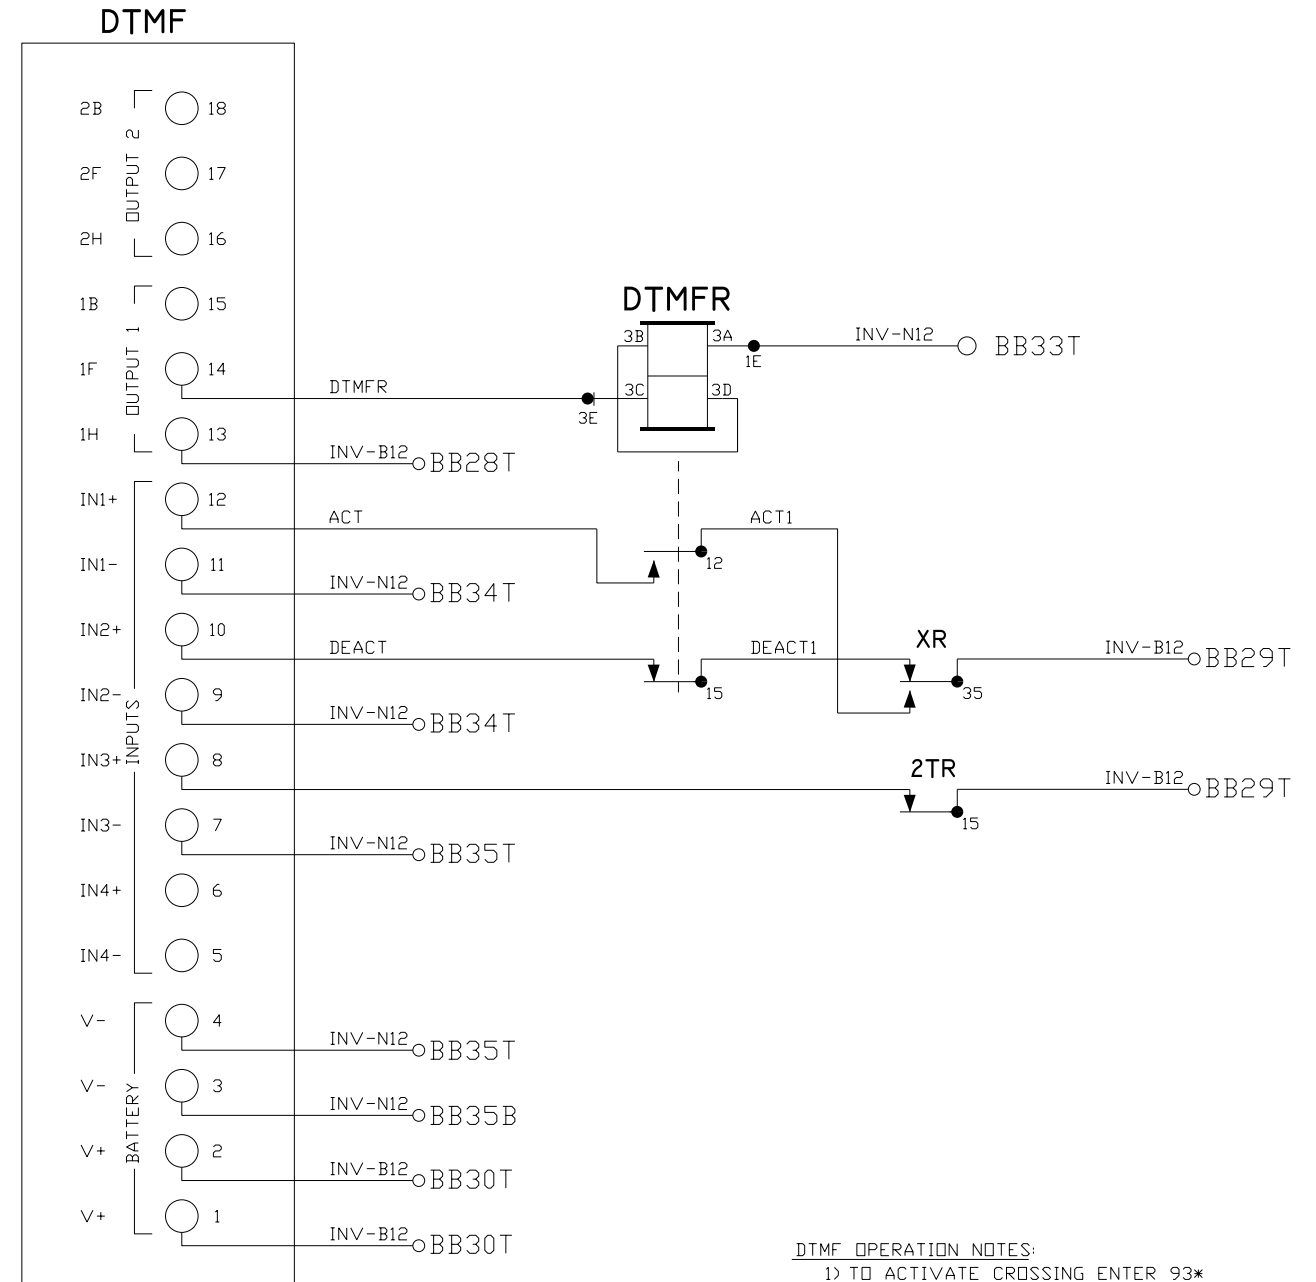 DTMF
2B 18
2F 17
2H 16
OUTPUT 2
1B 15
1F 14
1H 13
OUTPUT 1
DTMFR
INV-B12 BB28T
DTMFR
3B 3A
3C 3D
3E
1E
INV-N12 BB33T
IN1+ 12
ACT
ACT1
12
IN1- 11
INV-N12 BB34T
IN2+ 10
DEACT
DEACT1
15
XR
35
INV-B12 BB29T
IN2- 9
INV-N12 BB34T
INPUTS
IN3+ 8
2TR
15
INV-B12 BB29T
IN3- 7
INV-N12 BB35T
IN4+ 6
IN4- 5
V- 4
INV-N12 BB35T
V- 3
INV-N12 BB35B
BATTERY
V+ 2
INV-B12 BB30T
V+ 1
INV-B12 BB30T
DTMF OPERATION NOTES:
1) TO ACTIVATE CROSSING ENTER 93*